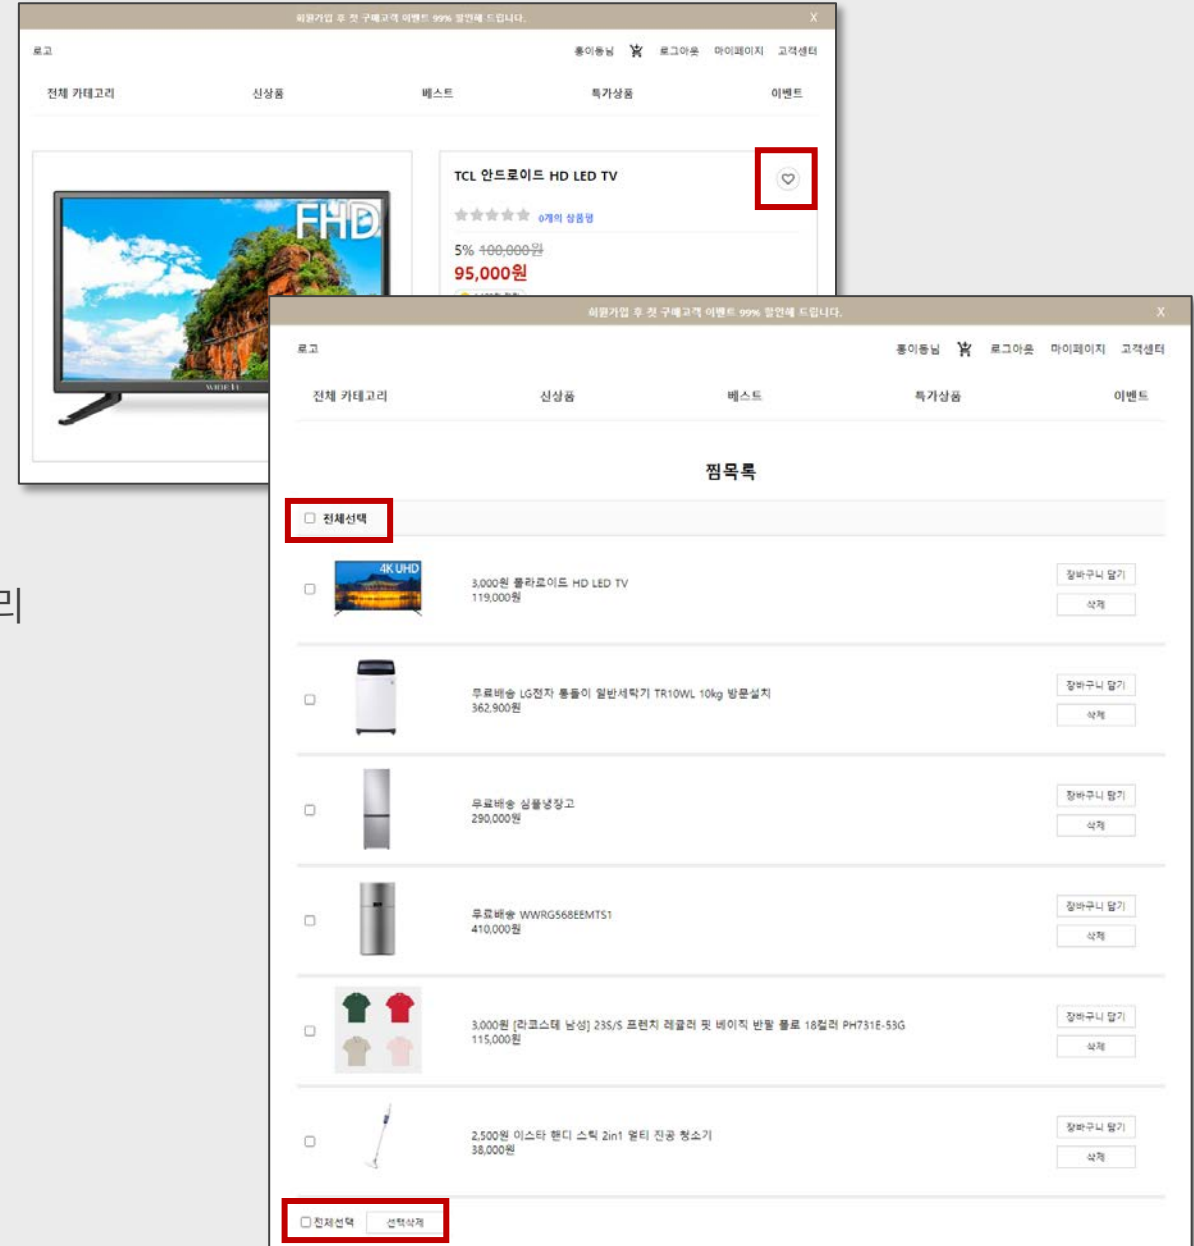 회원가입 후 첫 구매고객 이벤트 99% 할인해 드립니다. X
로고 홍이동님 로그아웃 마이페이지 고객센터
전체 카테고리 신상품 베스트 특가상품 이벤트
TCL 안드로이드 HD LED TV
FHD
0개의 상품평
5% 100,000원
95,000원
회원가입 후 첫 구매고객 이벤트 99% 할인해 드립니다. X
로고 홍이동님 로그아웃 마이페이지 고객센터
전체 카테고리 신상품 베스트 특가상품 이벤트
찜목록
전체선택
리
4K UHD
3,000원 폴라로이드 HD LED TV
119,000원
장바구니 담기
삭제
무료배송 LG전자 통돌이 일반세탁기 TR10WL 10kg 방문설치
362,900원
장바구니 담기
삭제
무료배송 심플냉장고
290,000원
장바구니 담기
삭제
무료배송 WWRG568EEMTS1
410,000원
장바구니 담기
삭제
3,000원 [라코스테 남성] 23S/S 프렌치 레귤러 핏 베이직 반팔 폴로 18컬러 PH731E-53G
115,000원
장바구니 담기
삭제
2,500원 이스타 핸디 스틱 2in1 멀티 진공 청소기
38,000원
장바구니 담기
삭제
전체선택 선택삭제